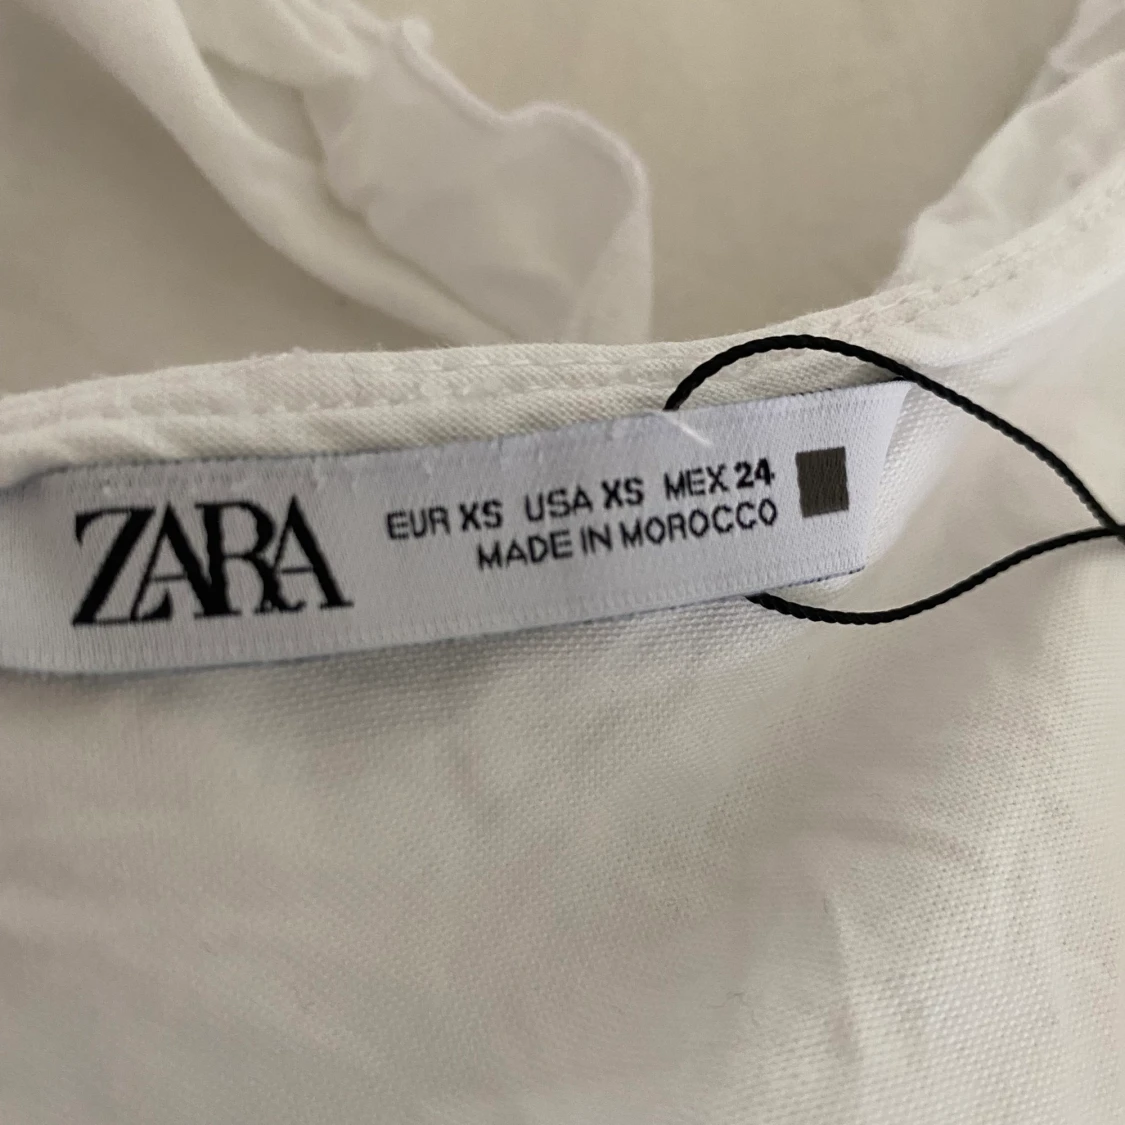 ZARA
EUR XS USA XS MEX 24
MADE IN MOROCCO